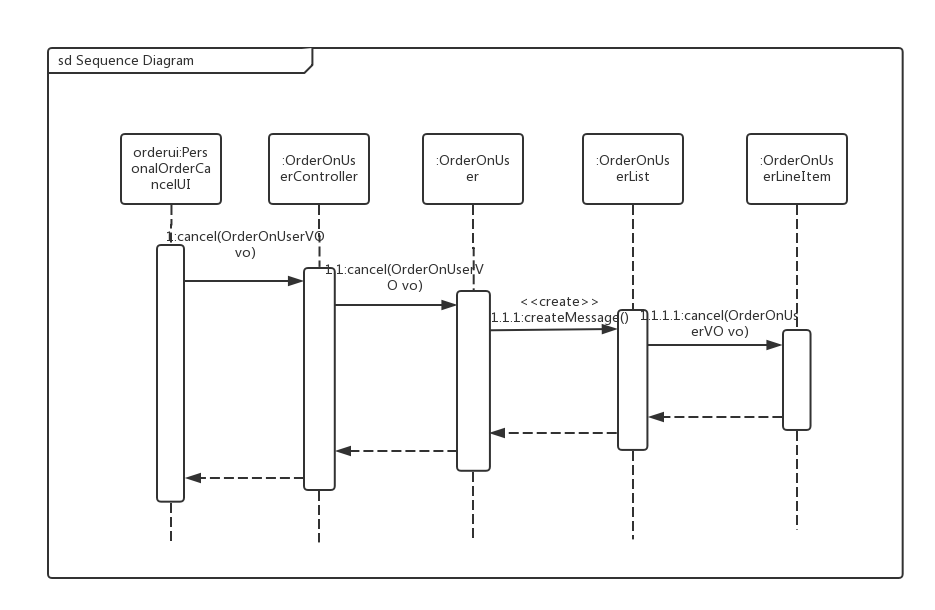 sd Sequence Diagram
orderui:Pers
onalOrderCa
ncelUI
:OrderOnUs
erController
:OrderOnUs
er
:OrderOnUs
erList
:OrderOnUs
erLineItem
1:cancel(OrderOnUserVO
vo)
1.1:cancel(OrderOnUserV
O vo)
<<create>>
1.1.1:createMessage()
1.1.1.1:cancel(OrderOnUs
erVO vo)